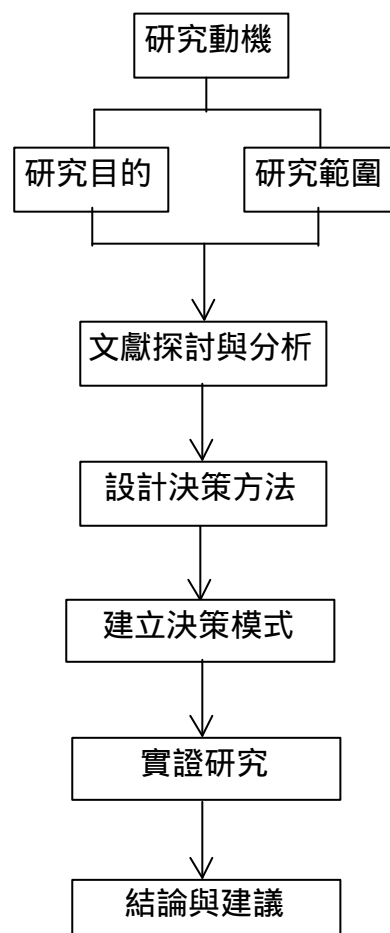 研究動機
研究目的
研究範圍
文獻探討與分析
設計決策方法
建立決策模式
實證研究
結論與建議